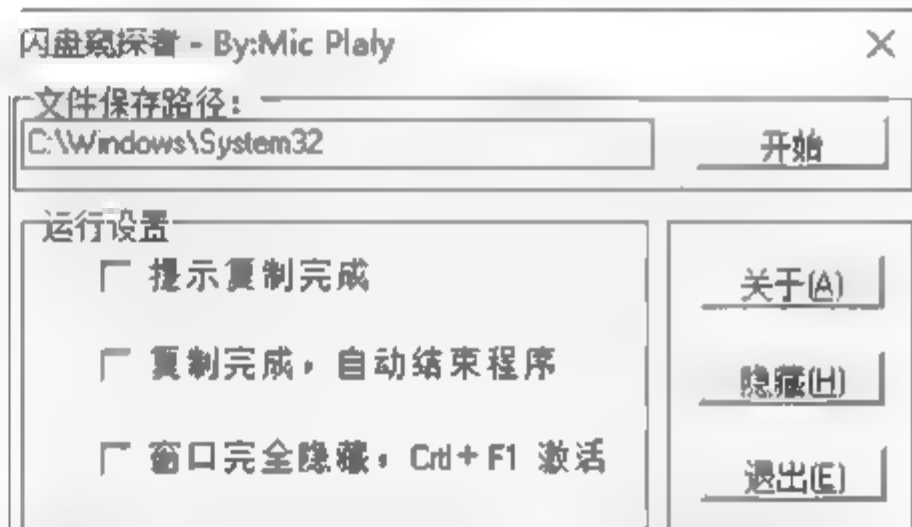 闪盘窥探者 - By:Mic Plaly
文件保存路径:
C:\Windows\System32
开始
运行设置
提示复制完成
关于(A)
复制完成，自动结束程序
隐藏(H)
窗口完全隐藏，Crtl+F1 激活
退出(E)